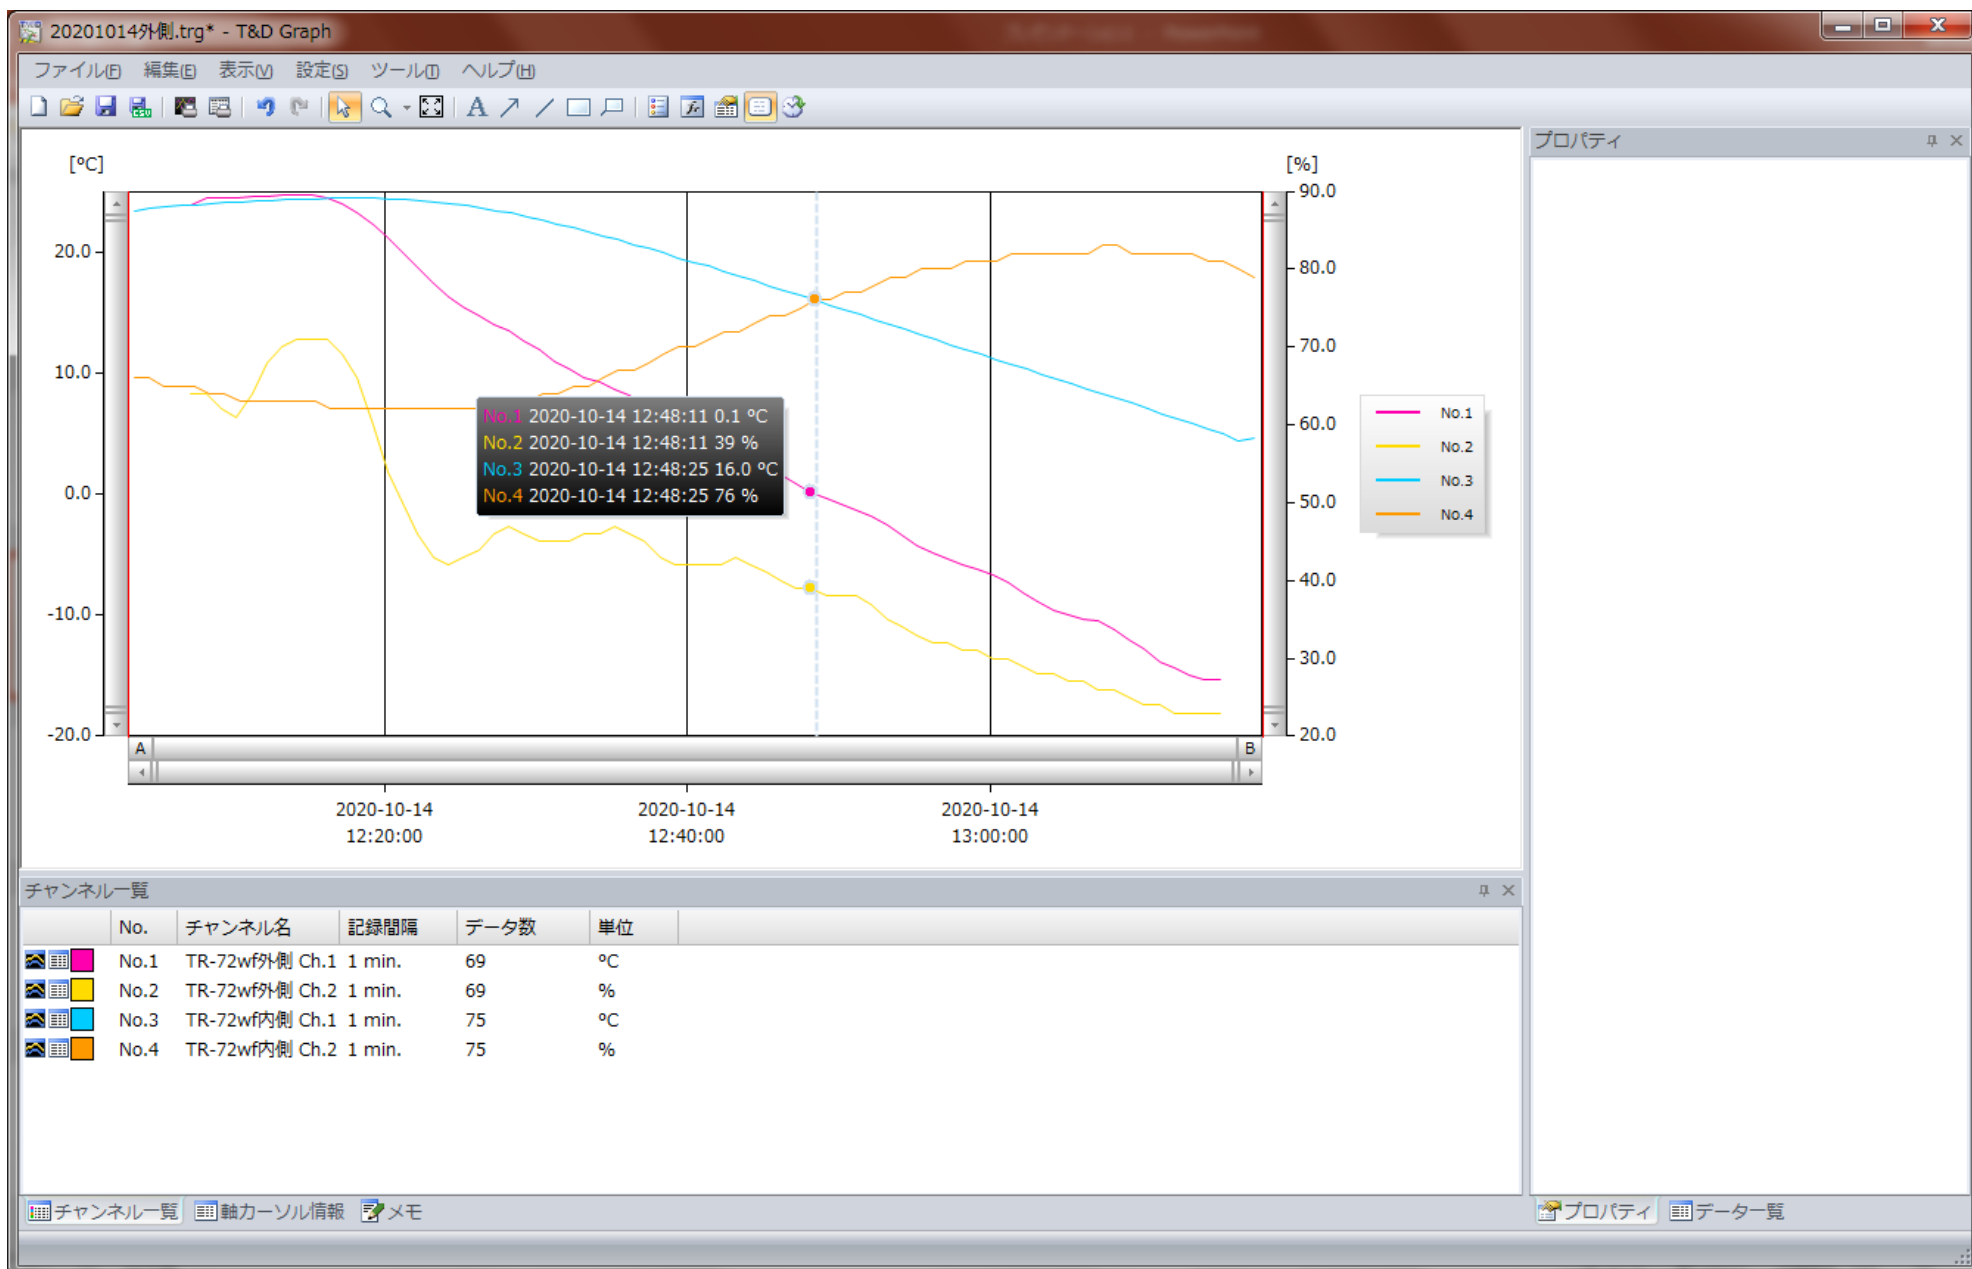 20201014外側.trg* - T&D Graph
ファイル(F) 編集(E) 表示(V) 設定(S) ツール(T) ヘルプ(H)
プロパティ
[°C]
[%]
90.0
20.0
80.0
70.0
10.0
No.1 2020-10-14 12:48:11 0.1 °C
No.2 2020-10-14 12:48:11 39 %
No.3 2020-10-14 12:48:25 16.0 °C
No.4 2020-10-14 12:48:25 76 %
60.0
No.1
No.2
No.3
No.4
0.0
50.0
40.0
-10.0
30.0
-20.0
20.0
A
B
2020-10-14
12:20:00
2020-10-14
12:40:00
2020-10-14
13:00:00
チャンネル一覧
No. チャンネル名 記録間隔 データ数 単位
No.1 TR-72wf外側 Ch.1 1 min. 69 °C
No.2 TR-72wf外側 Ch.2 1 min. 69 %
No.3 TR-72wf内側 Ch.1 1 min. 75 °C
No.4 TR-72wf内側 Ch.2 1 min. 75 %
チャンネル一覧 軸カーソル情報 メモ
プロパティ データ一覧